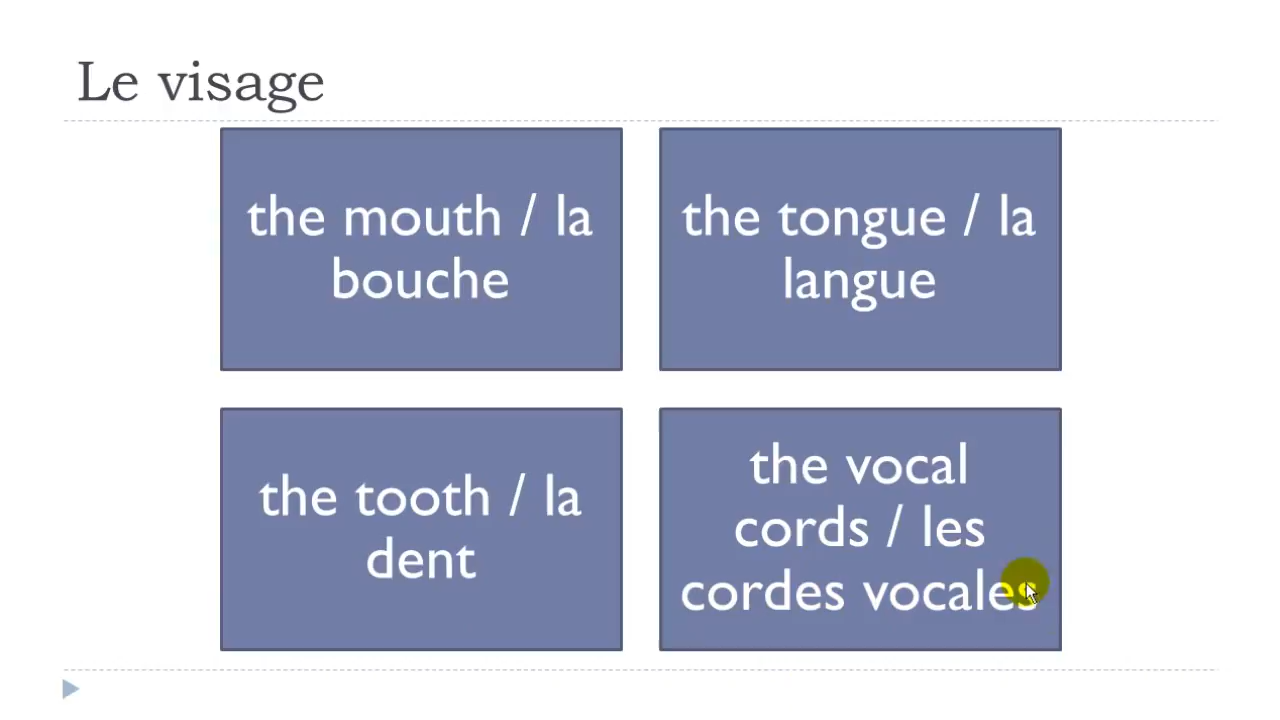 Le visage
the mouth / la
bouche
the tongue / la
langue
the tooth / la
dent
the vocal
cords / les
cordes vocales